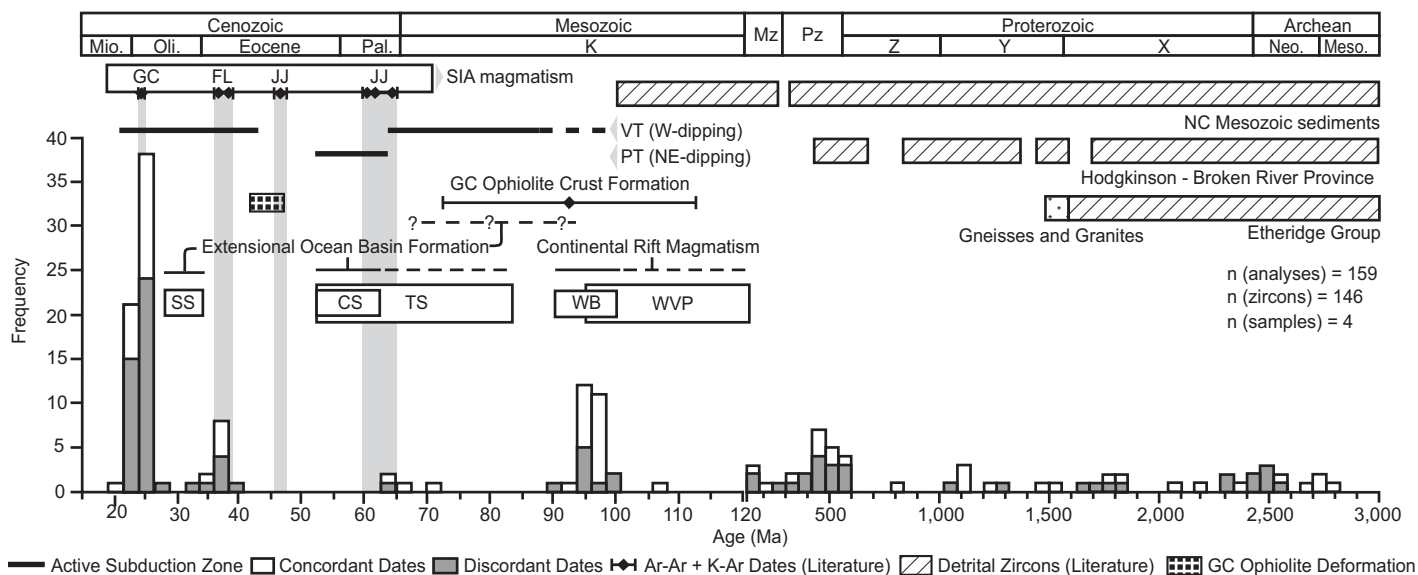 Cenozoic Mesozoic Mz Pz Proterozoic Archean
Mio. Oli. Eocene Pal. K Z Y X Neo. Meso.
GC FL JJ JJ SIA magmatism
NC Mesozoic sediments
VT (W-dipping)
PT (NE-dipping)
Hodgkinson - Broken River Province
GC Ophiolite Crust Formation
? ? ?
Gneisses and Granites Etheridge Group
Extensional Ocean Basin Formation Continental Rift Magmatism
SS CS TS WB WVP
n (analyses) = 159
n (zircons) = 146
n (samples) = 4
Frequency
40
35
30
25
20
15
10
5
0
20 30 40 50 60 70 80 90 100 110 120 500 1,000 1,500 2,000 2,500 3,000
Age (Ma)
Active Subduction Zone Concordant Dates Discordant Dates Ar-Ar + K-Ar Dates (Literature) Detrital Zircons (Literature) GC Ophiolite Deformation